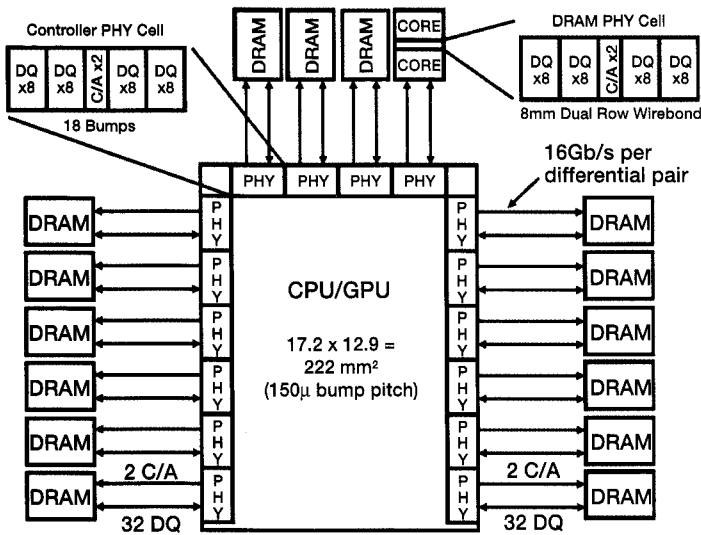 Controller PHY Cell
DQ x8
DQ x8
C/A x2
DQ x8
DQ x8
18 Bumps
DRAM
DRAM
DRAM
CORE
CORE
DRAM PHY Cell
DQ x8
DQ x8
C/A x2
DQ x8
DQ x8
8mm Dual Row Wirebond
16Gb/s per
differential pair
PHY
PHY
PHY
PHY
DRAM
PHY
PHY
DRAM
DRAM
PHY
PHY
DRAM
CPU/GPU
DRAM
PHY
PHY
DRAM
17.2 x 12.9 =
222 mm²
(150μ bump pitch)
DRAM
PHY
PHY
DRAM
DRAM
PHY
PHY
DRAM
2 C/A
2 C/A
DRAM
PHY
PHY
DRAM
32 DQ
32 DQ